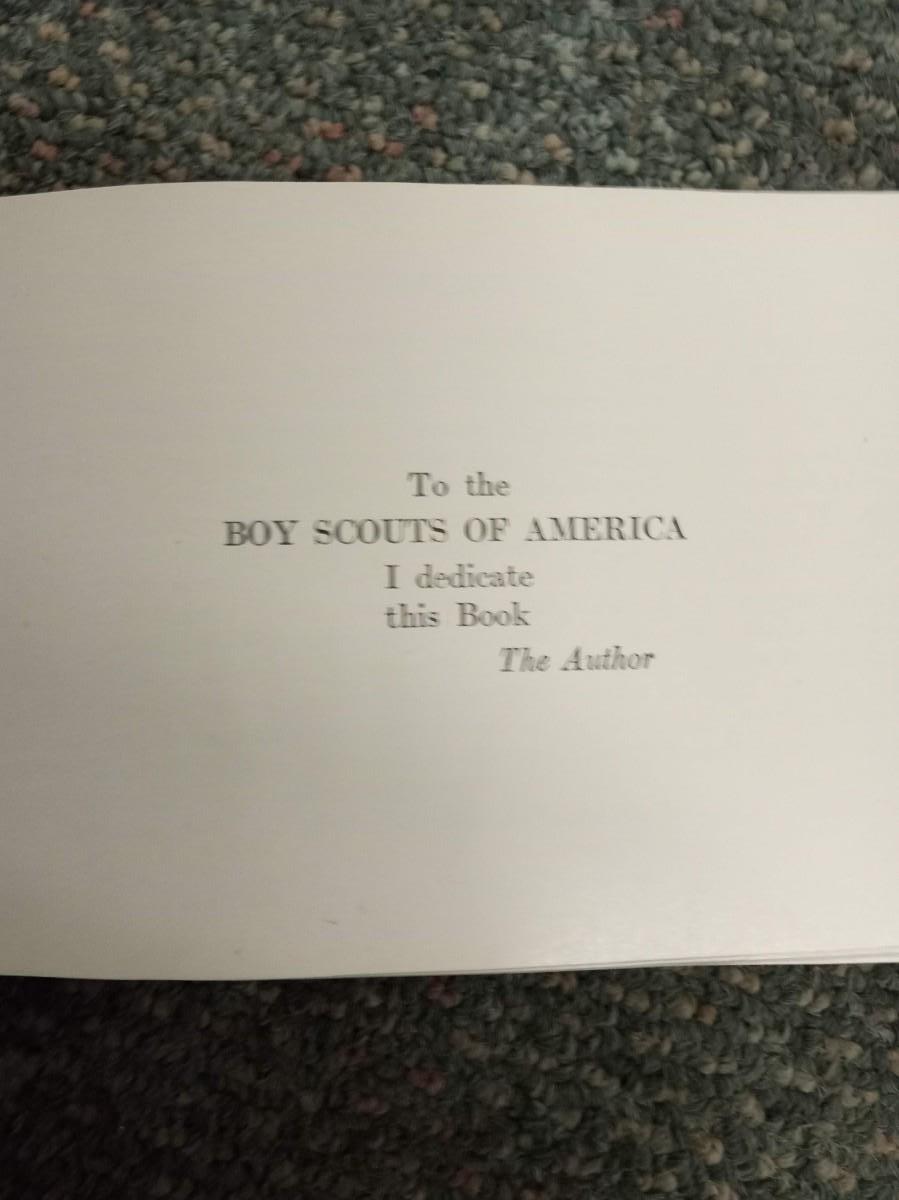 To the
BOY SCOUTS OF AMERICA
I dedicate
this Book
The Author